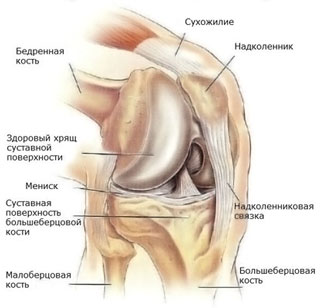 Сухожилие
Бедренная
кость
Надколенник
Здоровый хрящ
суставной
поверхности
Мениск
Суставная
поверхность
большеберцовой
кости
Надколенниковая
связка
Малоберцовая
кость
Большеберцовая
кость